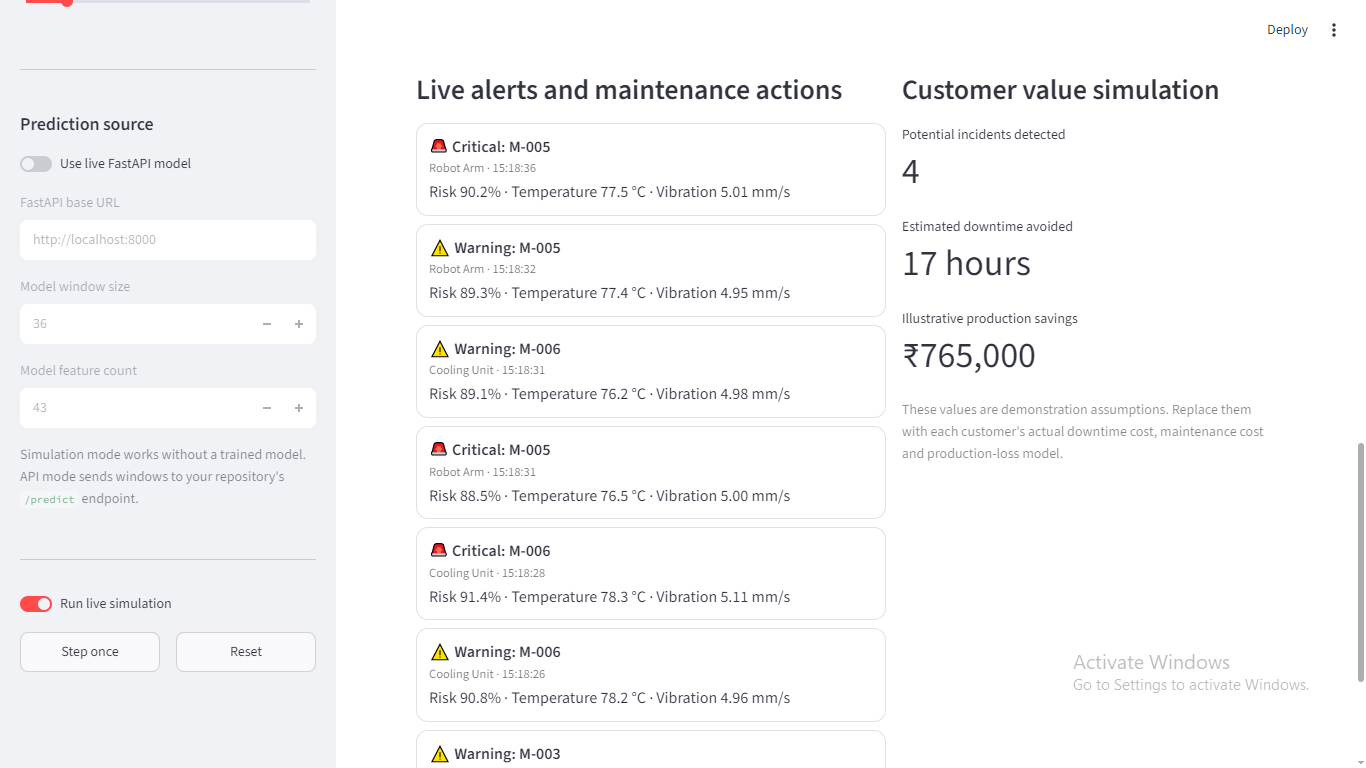 Deploy
Prediction source
Use live FastAPI model
FastAPI base URL
http://localhost:8000
Model window size
36
Model feature count
43
Simulation mode works without a trained model.
API mode sends windows to your repository's
/predict endpoint.
Run live simulation
Step once
Reset
Live alerts and maintenance actions
Critical: M-005
Robot Arm · 15:18:36
Risk 90.2% · Temperature 77.5 °C · Vibration 5.01 mm/s
Warning: M-005
Robot Arm · 15:18:32
Risk 89.3% · Temperature 77.4 °C · Vibration 4.95 mm/s
Warning: M-006
Cooling Unit · 15:18:31
Risk 89.1% · Temperature 76.2 °C · Vibration 4.98 mm/s
Critical: M-005
Robot Arm · 15:18:31
Risk 88.5% · Temperature 76.5 °C · Vibration 5.00 mm/s
Critical: M-006
Cooling Unit · 15:18:28
Risk 91.4% · Temperature 78.3 °C · Vibration 5.11 mm/s
Warning: M-006
Cooling Unit · 15:18:26
Risk 90.8% · Temperature 78.2 °C · Vibration 4.96 mm/s
Warning: M-003
Customer value simulation
Potential incidents detected
4
Estimated downtime avoided
17 hours
Illustrative production savings
₹765,000
These values are demonstration assumptions. Replace them
with each customer's actual downtime cost, maintenance cost
and production-loss model.
Activate Windows
Go to Settings to activate Windows.